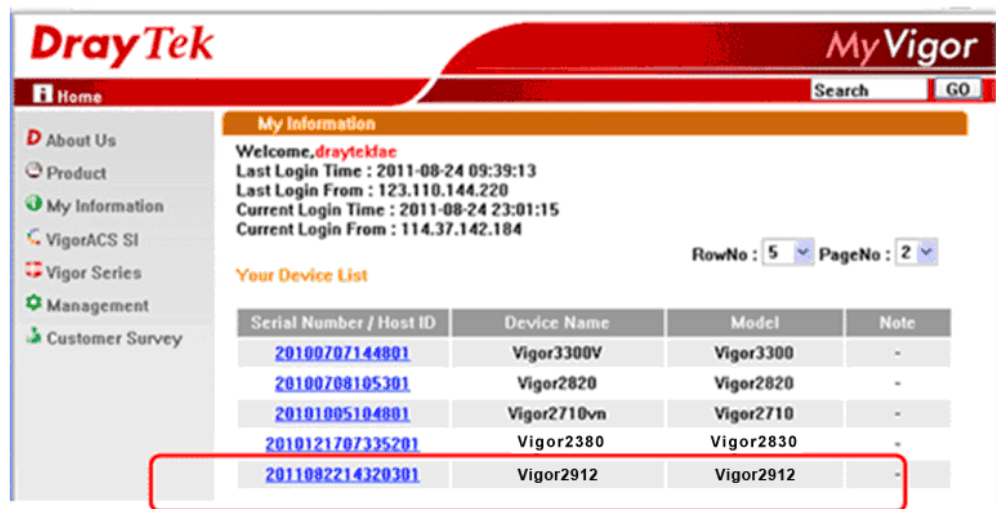 DrayTek
MyVigor
Home
Search GO
About Us
Product
My Information
VigorACS SI
Vigor Series
Management
Customer Survey
My Information
Welcome,draytekfae
Last Login Time : 2011-08-24 09:39:13
Last Login From : 123.110.144.220
Current Login Time : 2011-08-24 23:01:15
Current Login From : 114.37.142.184
RowNo : 5 PageNo : 2
Your Device List
Serial Number / Host ID Device Name Model Note
20100707144801 Vigor3300V Vigor3300 -
20100708105301 Vigor2820 Vigor2820 -
20101005104801 Vigor2710vn Vigor2710 -
2010121707335201 Vigor2380 Vigor2830 -
2011082214320301 Vigor2912 Vigor2912 -